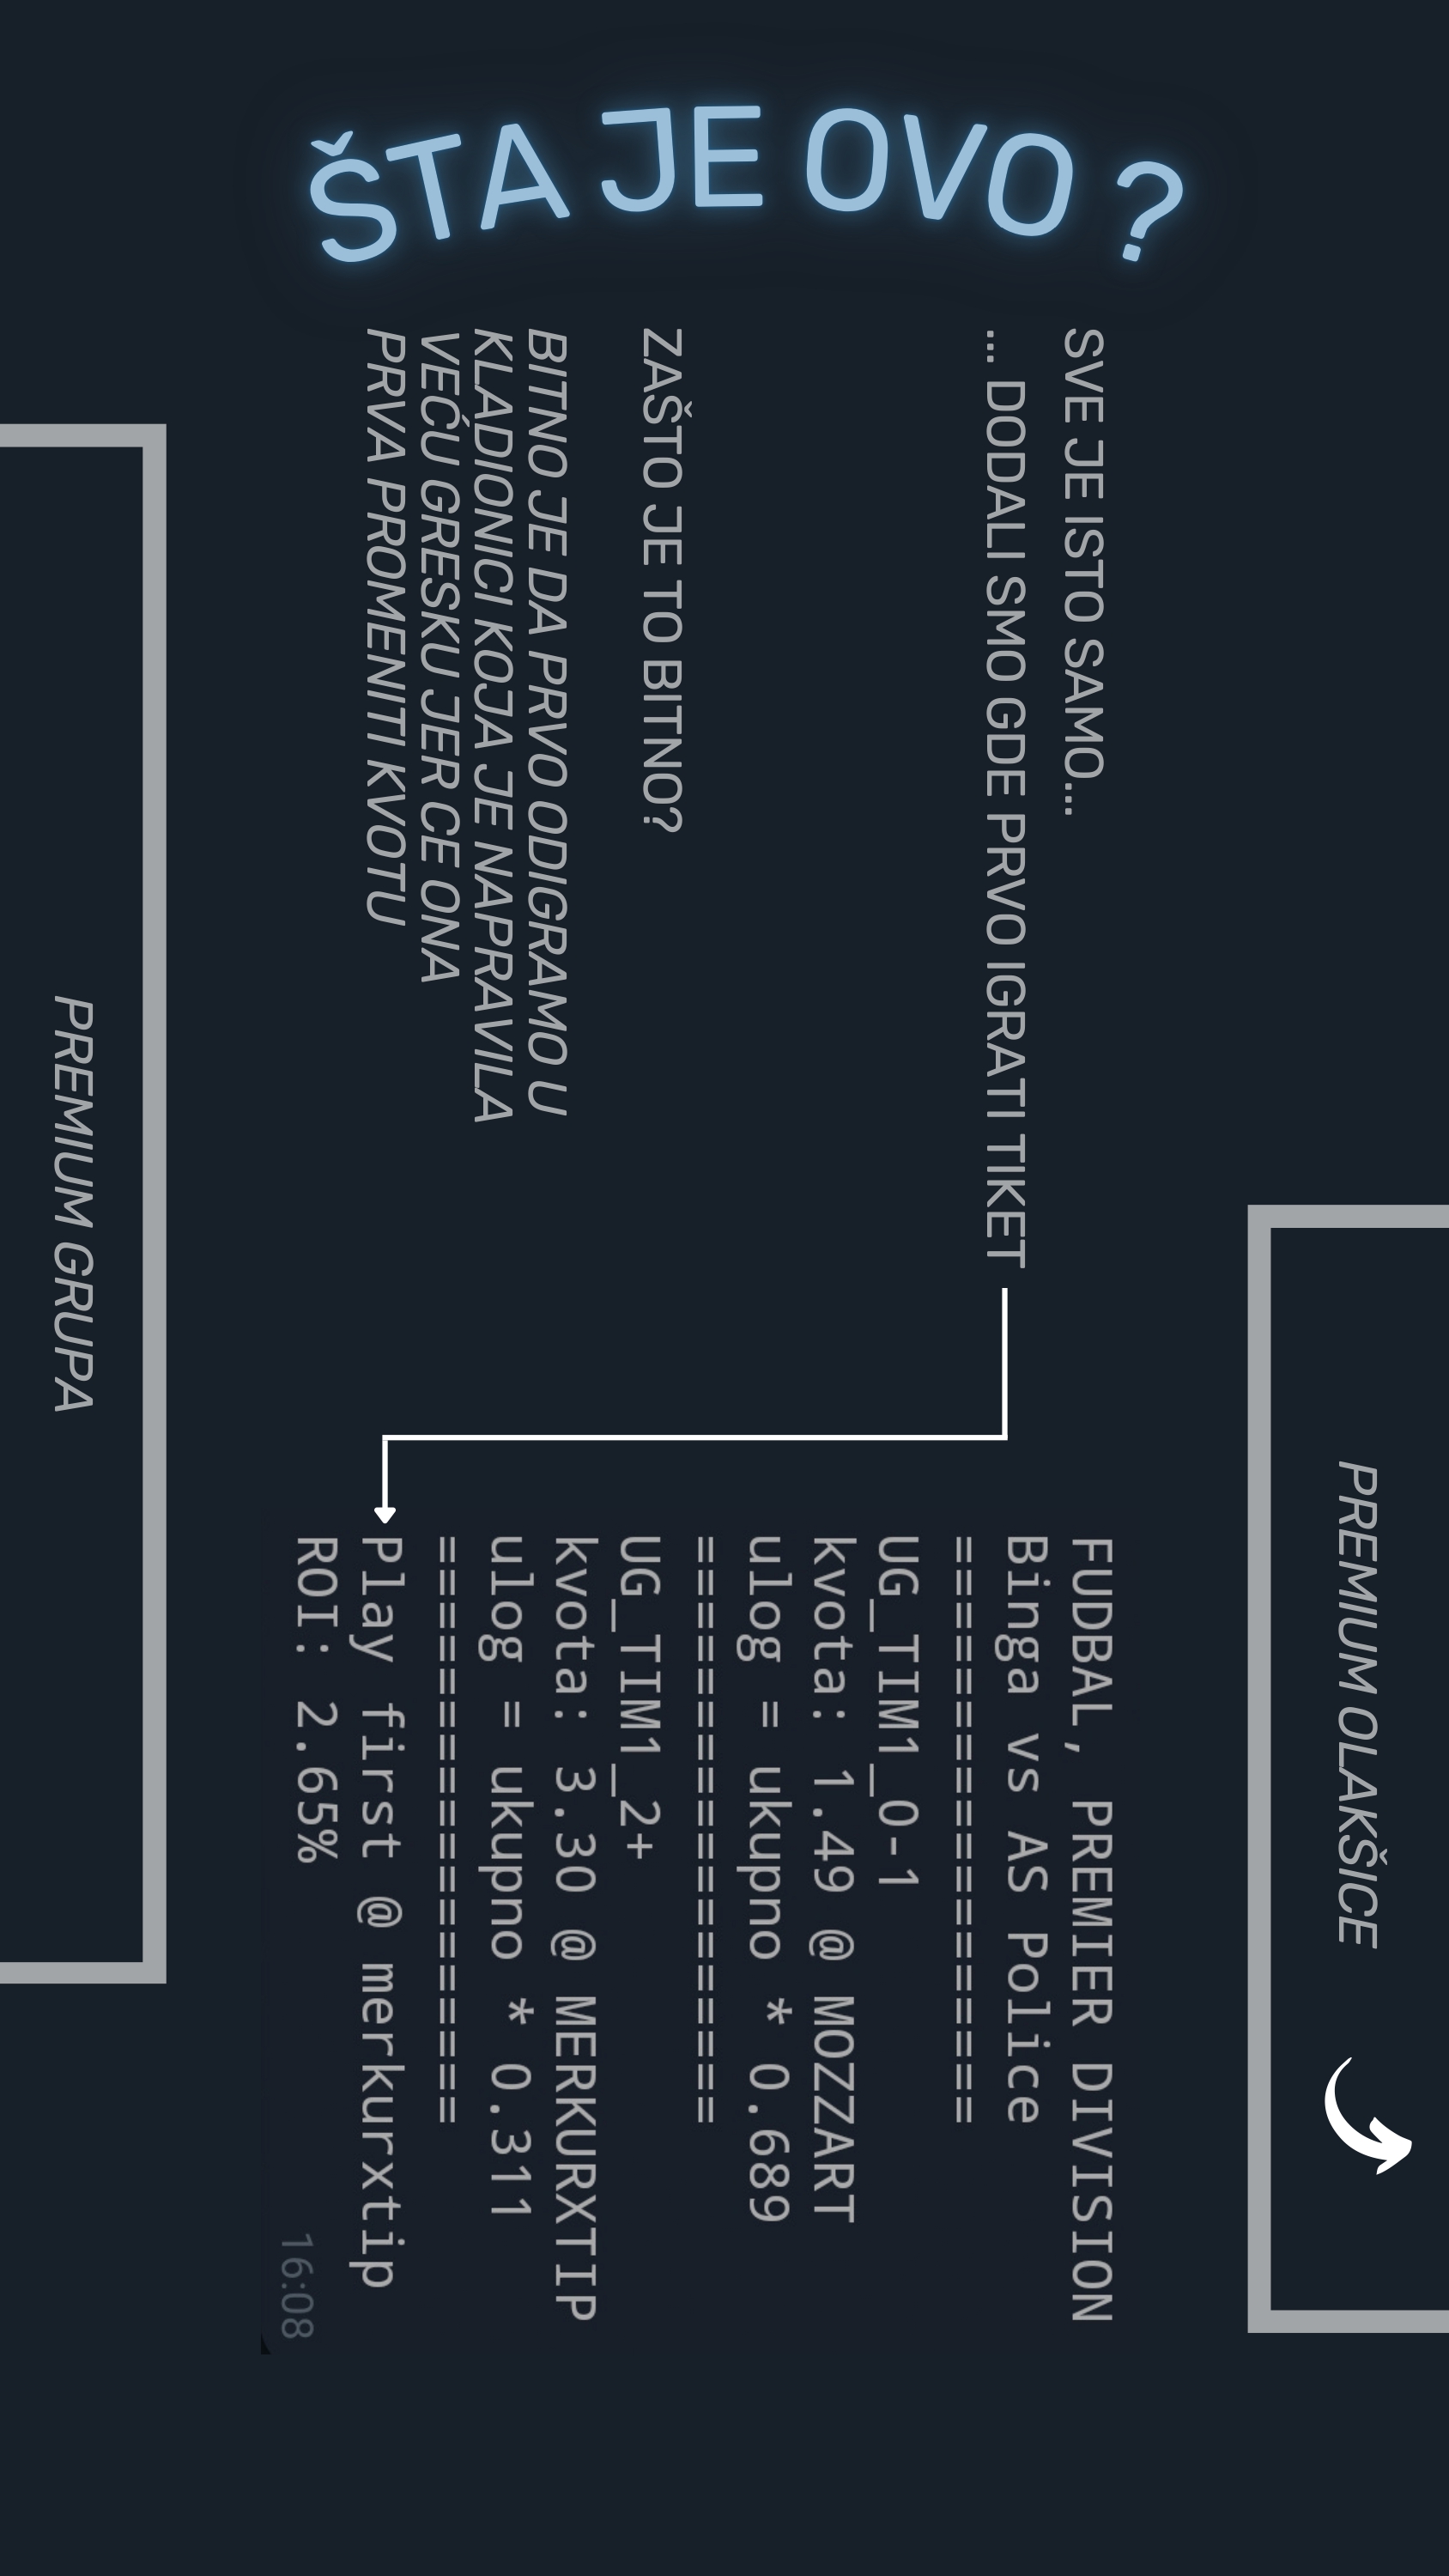 ŠTA JE OVO ?
PREMIUM OLAKŠICE
SVE JE ISTO SAMO...
... DODALI SMO GDE PRVO IGRATI TIKET
ZAŠTO JE TO BITNO?
BITNO JE DA PRVO ODIGRAMO U
KLADIONICI KOJA JE NAPRAVILA
VEĆU GRESKU JER CE ONA
PRVA PROMENITI KVOTU
FUDBAL, PREMIER DIVISION
Binga vs AS Police
==================
UG_TIM1_0-1
kvota: 1.49 @ MOZZART
ulog = ukupno * 0.689
==================
UG_TIM1_2+
kvota: 3.30 @ MERKURXTIP
ulog = ukupno * 0.311
==================
Play first @ merkurxtip
ROI: 2.65%
16:08
PREMIUM GRUPA